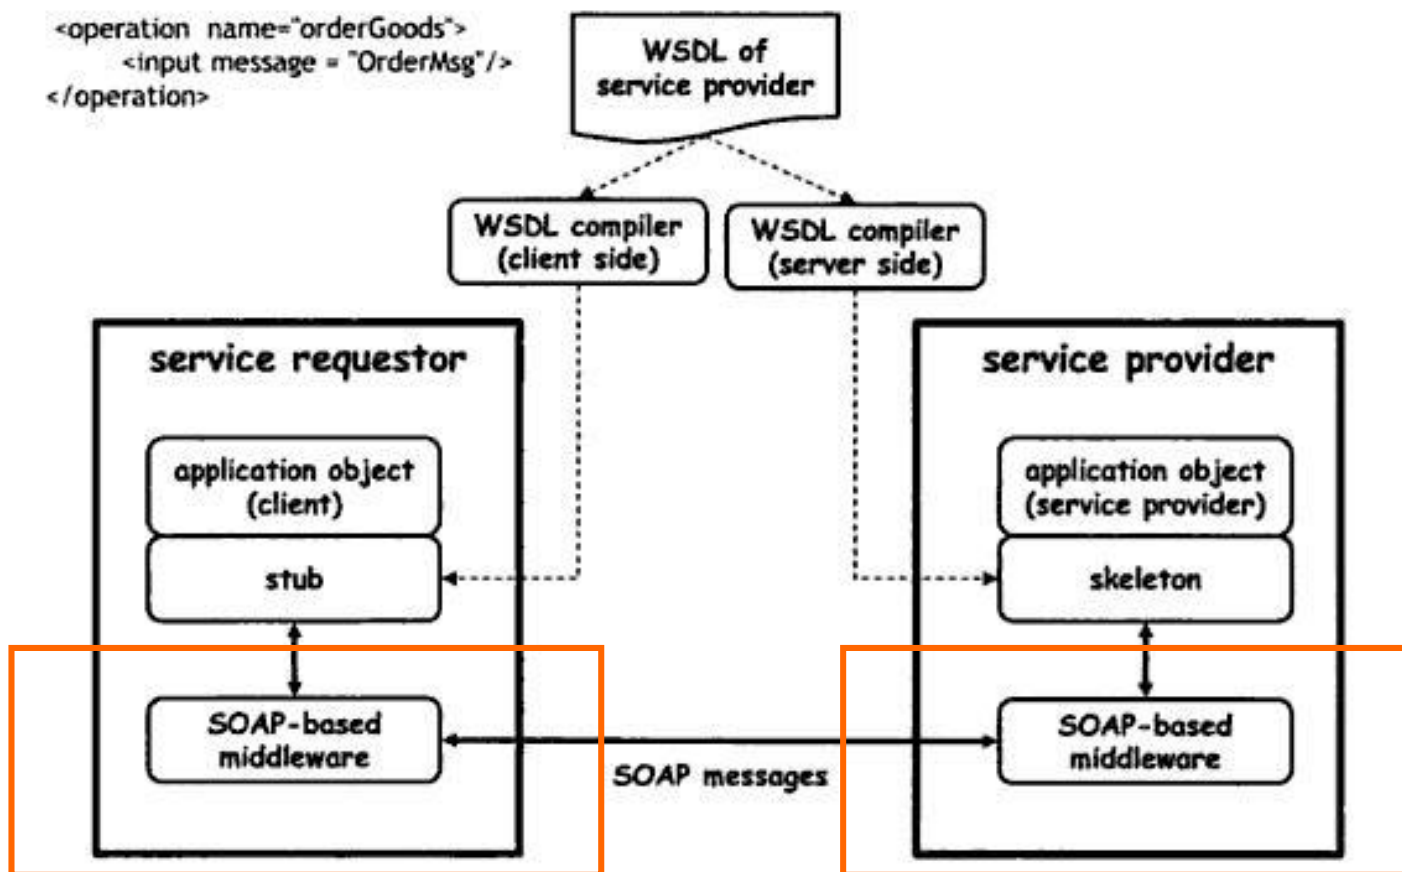 <operation name="orderGoods">
<input message = "OrderMsg"/>
</operation>
WSDL of
service provider
WSDL compiler
(client side)
WSDL compiler
(server side)
service requestor
application object
(client)
stub
SOAP-based
middleware
SOAP messages
service provider
application object
(service provider)
skeleton
SOAP-based
middleware